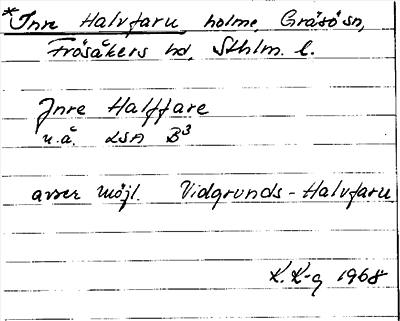 *Inre Halvfaru, holme, Gräsö sn,
Frösåkers hd, Sthlm. l.
Inre Halffare
u.å. LSA B3
avser möjl. Vidgrunds-Halvfaru
K.K-g 1968